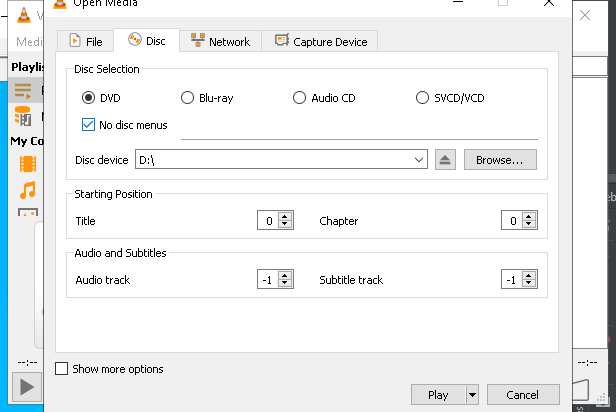 Open Media
Medi
File
Disc
Network
Capture Device
Playlis
Disc Selection
DVD
Blu-ray
Audio CD
SVCD/VCD
No disc menus
My Co
Disc device
D:\
Browse...
Starting Position
Title
0
Chapter
0
Audio and Subtitles
Audio track
-1
Subtitle track
-1
--:--
--:--
Show more options
Play
Cancel